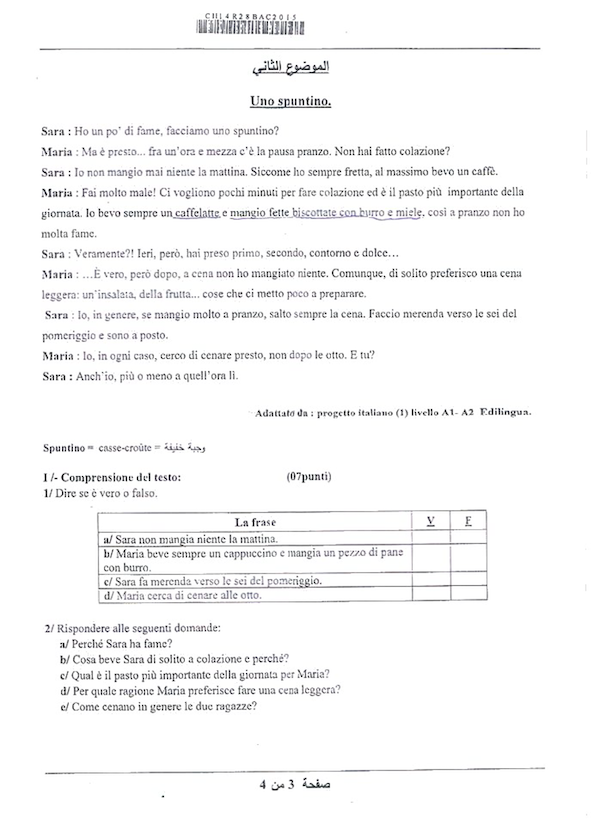 CH14R28BAC2015
الموضوع الثاني
Uno spuntino.
Sara : Ho un po' di fame, facciamo uno spuntino?
Maria : Ma è presto... fra un'ora e mezza c'è la pausa pranzo. Non hai fatto colazione?
Sara : Io non mangio mai niente la mattina. Siccome ho sempre fretta, al massimo bevo un caffè.
Maria : Fai molto male! Ci vogliono pochi minuti per fare colazione ed è il pasto più importante della
giornata. Io bevo sempre un caffelatte e mangio fette biscottate con burro e miele. così a pranzo non ho
molta fame.
Sara : Veramente?! Ieri, però, hai preso primo, secondo, contorno e dolce…
Maria : …È vero, però dopo, a cena non ho mangiato niente. Comunque, di solito preferisco una cena
leggera: un'insalata, della frutta... cose che ci metto poco a preparare.
Sara : Io, in genere, se mangio molto a pranzo, salto sempre la cena. Faccio merenda verso le sei del
pomeriggio e sono a posto.
Maria : Io, in ogni caso, cerco di cenare presto, non dopo le otto. E tu?
Sara : Anch'io, più o meno a quell'ora lì.
Adattato da : progetto italiano (1) livello A1- A2 Edilingua.
Spuntino = casse-croûte = وجبة خفيفة
I /- Comprensione del testo: (07punti)
1/ Dire se è vero o falso.
La frase V F
a/ Sara non mangia niente la mattina.
b/ Maria beve sempre un cappuccino e mangia un pezzo di pane
con burro.
c/ Sara fa merenda verso le sei del pomeriggio.
d/ Maria cerca di cenare alle otto.
2/ Rispondere alle seguenti domande:
a/ Perché Sara ha fame?
b/ Cosa beve Sara di solito a colazione e perché?
c/ Qual è il pasto più importante della giornata per Maria?
d/ Per quale ragione Maria preferisce fare una cena leggera?
e/ Come cenano in genere le due ragazze?
صفحة 3 من 4